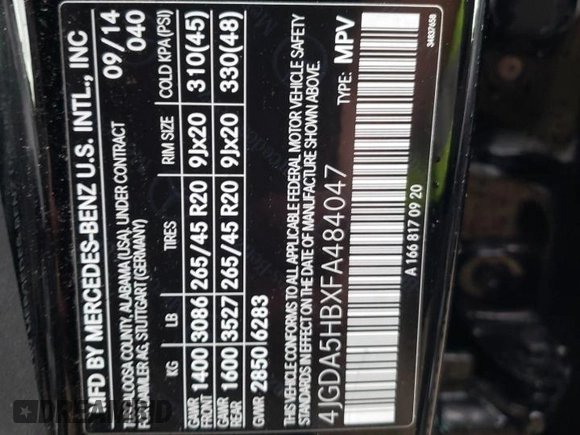 MFD BY MERCEDES-BENZ U.S. INTL., INC
TUSCALOOSA COUNTY, ALABAMA (USA), UNDER CONTRACT
FOR DAIMLER AG, STUTTGART (GERMANY)
09/14
040
KG LB TIRES RIM SIZE COLD KPA (PSI)
GAWR FRONT 1400 3086 265/45 R20 9Jx20 310(45)
GAWR REAR 1600 3527 265/45 R20 9Jx20 330(48)
GVWR 2850 6283
THIS VEHICLE CONFORMS TO ALL APPLICABLE FEDERAL MOTOR VEHICLE SAFETY
STANDARDS IN EFFECT ON THE DATE OF MANUFACTURE SHOWN ABOVE.
4JGDA5HBXFA484047 TYPE: MPV
A 166 817 09 20
34837658
AUTOHELPERBOT.COM